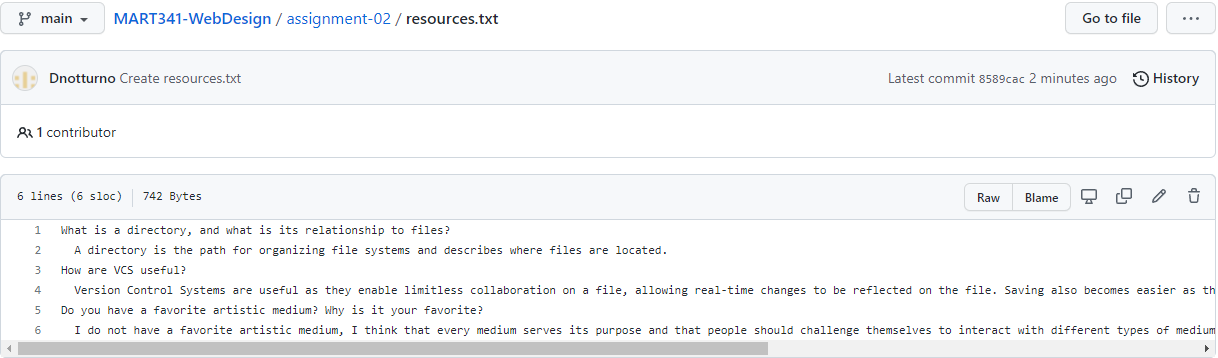 main
MART341-WebDesign / assignment-02 / resources.txt
Go to file
...
Dnotturno Create resources.txt
Latest commit 8589cac 2 minutes ago
History
1 contributor
6 lines (6 sloc) | 742 Bytes
Raw
Blame
1 What is a directory, and what is its relationship to files?
2 A directory is the path for organizing file systems and describes where files are located.
3 How are VCS useful?
4 Version Control Systems are useful as they enable limitless collaboration on a file, allowing real-time changes to be reflected on the file. Saving also becomes easier as th
5 Do you have a favorite artistic medium? Why is it your favorite?
6 I do not have a favorite artistic medium, I think that every medium serves its purpose and that people should challenge themselves to interact with different types of medium